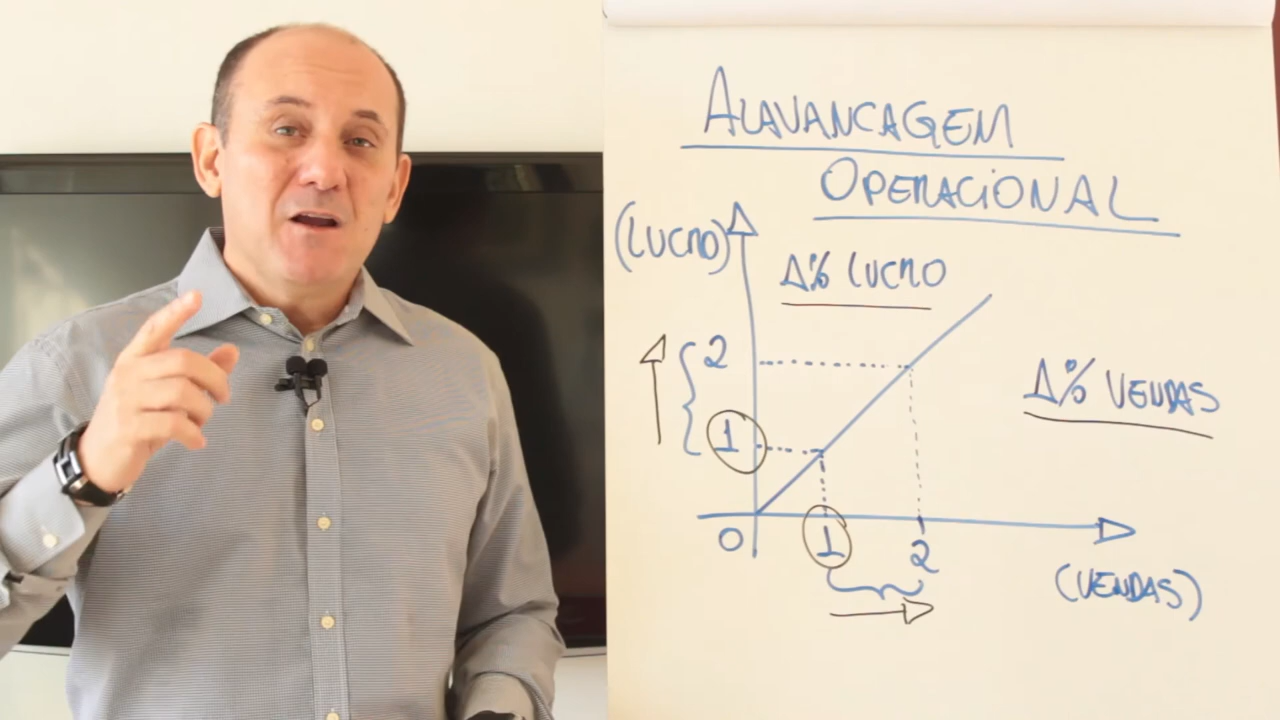 ALAVANCAGEM
OPERACIONAL
(LUCRO)
Δ% LUCRO
2
1
Δ% VENDAS
0
1
2
(VENDAS)